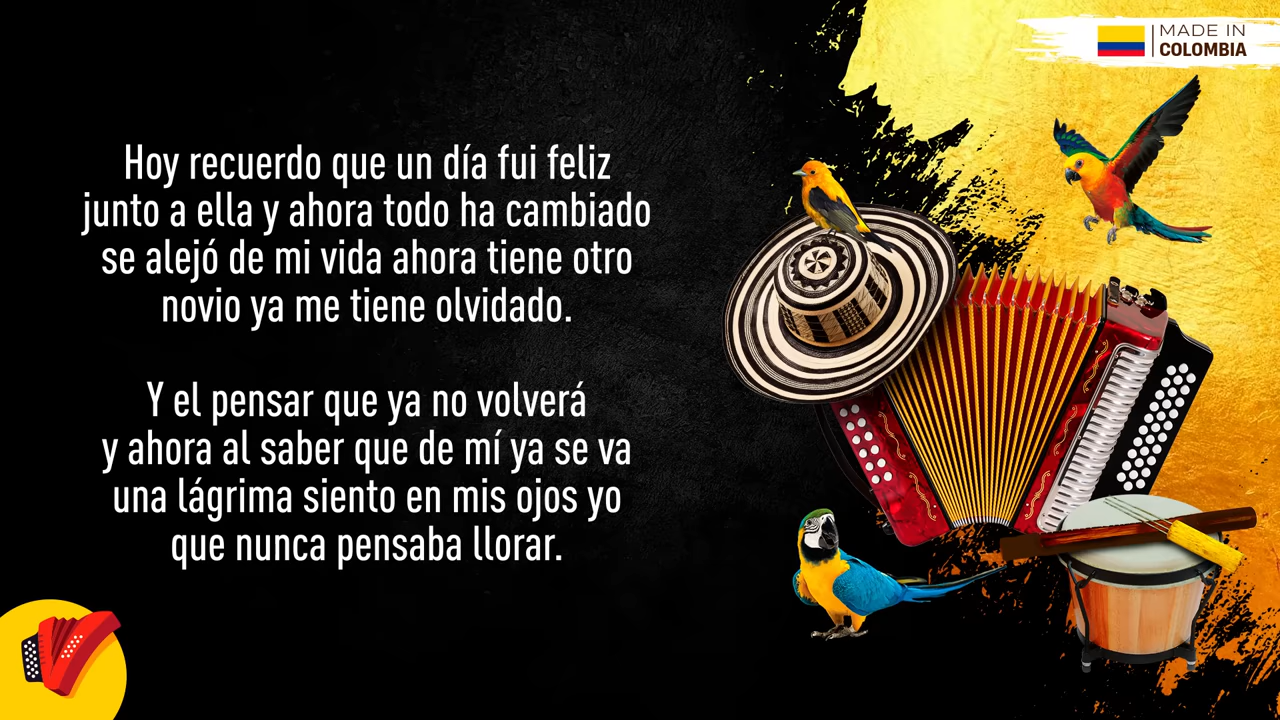 MADE IN
COLOMBIA
Hoy recuerdo que un día fui feliz
junto a ella y ahora todo ha cambiado
se alejó de mi vida ahora tiene otro
novio ya me tiene olvidado.
Y el pensar que ya no volverá
y ahora al saber que de mí ya se va
una lágrima siento en mis ojos yo
que nunca pensaba llorar.